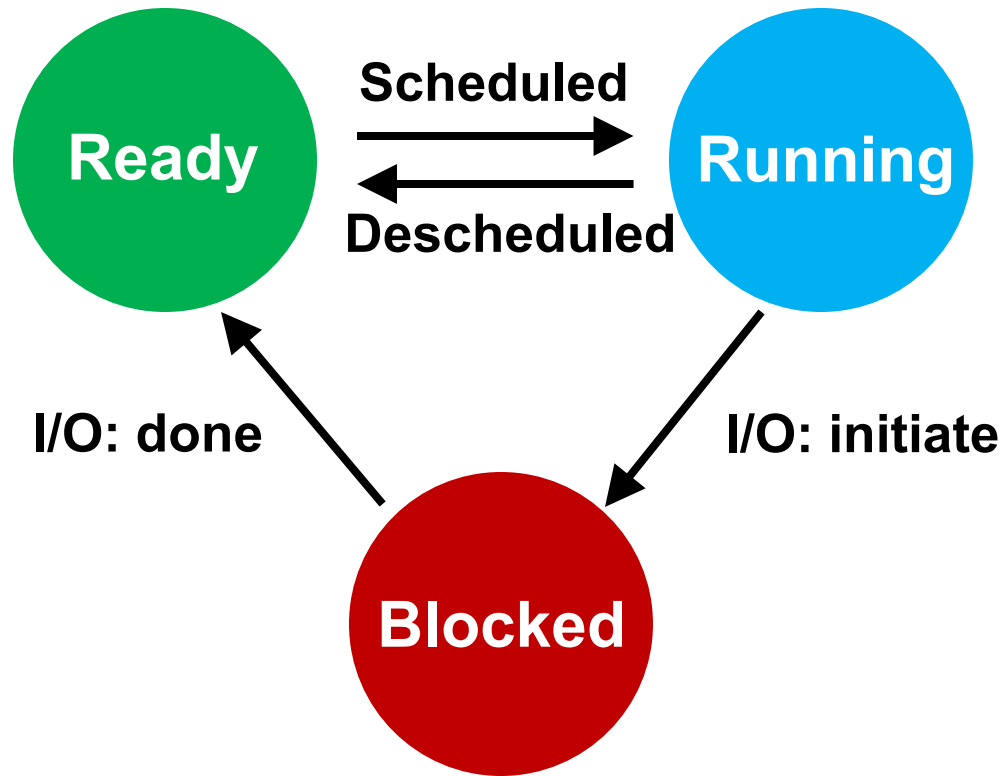 Scheduled
Ready
Running
Descheduled
I/O: done
I/O: initiate
Blocked